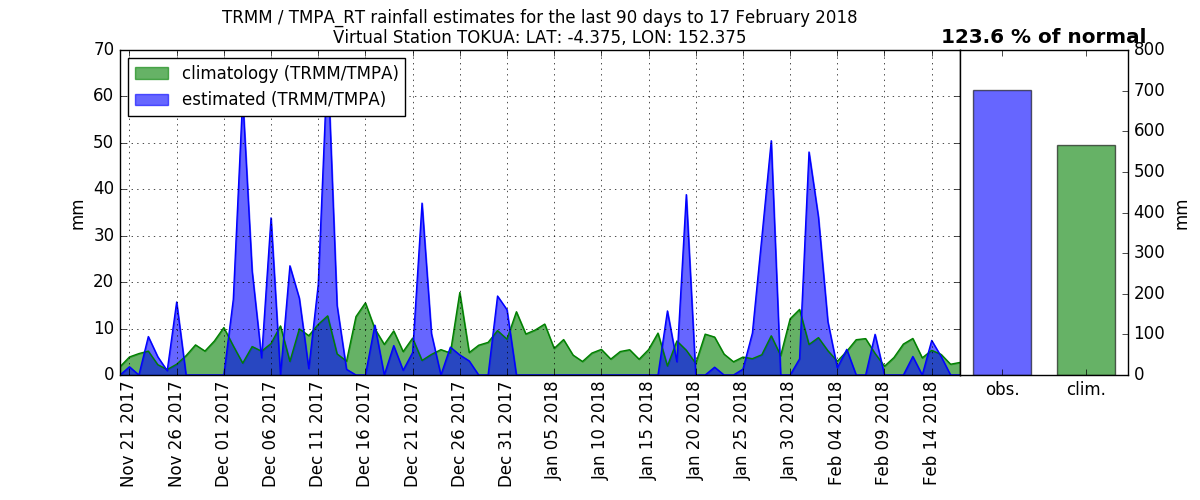 TRMM / TMPA_RT rainfall estimates for the last 90 days to 17 February 2018
Virtual Station TOKUA: LAT: -4.375, LON: 152.375
123.6 % of normal
climatology (TRMM/TMPA)
estimated (TRMM/TMPA)
70
60
50
40
30
20
10
0
mm
Nov 21 2017
Nov 26 2017
Dec 01 2017
Dec 06 2017
Dec 11 2017
Dec 16 2017
Dec 21 2017
Dec 26 2017
Dec 31 2017
Jan 05 2018
Jan 10 2018
Jan 15 2018
Jan 20 2018
Jan 25 2018
Jan 30 2018
Feb 04 2018
Feb 09 2018
Feb 14 2018
obs.
clim.
800
700
600
500
400
300
200
100
0
mm